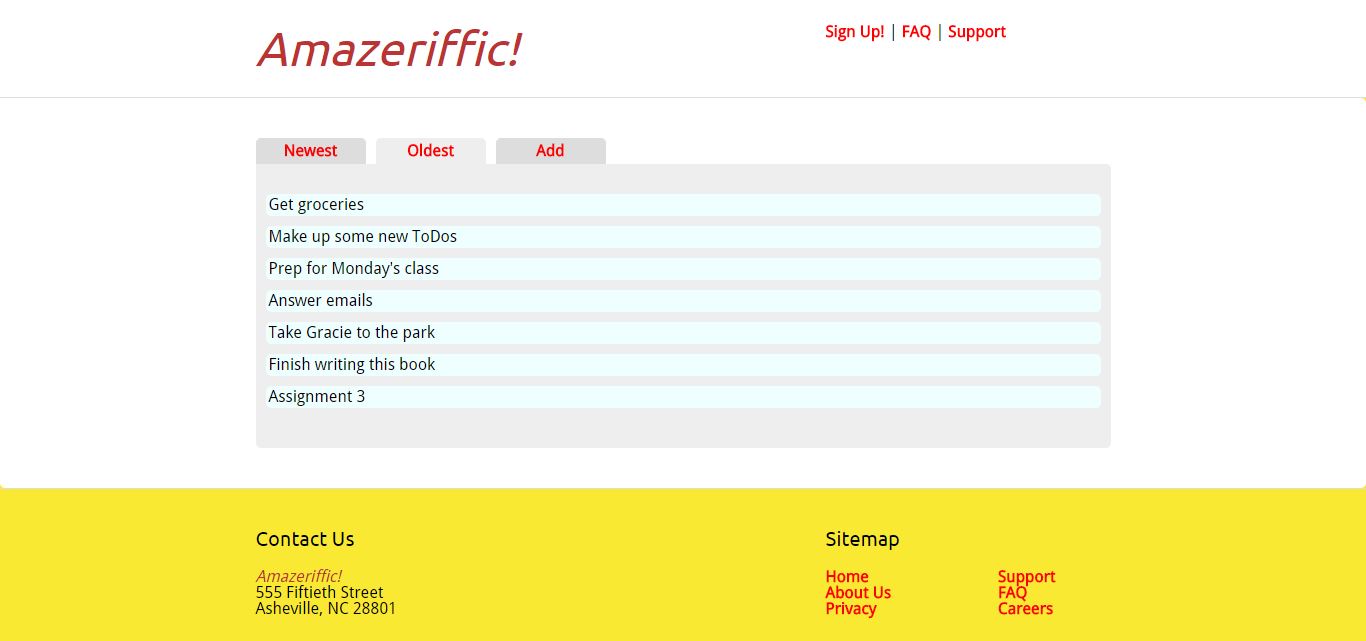 Amazeriffic!
Sign Up! | FAQ | Support
Newest Oldest Add
Get groceries
Make up some new ToDos
Prep for Monday's class
Answer emails
Take Gracie to the park
Finish writing this book
Assignment 3
Contact Us
Amazeriffic!
555 Fiftieth Street
Asheville, NC 28801
Sitemap
Home Support
About Us FAQ
Privacy Careers